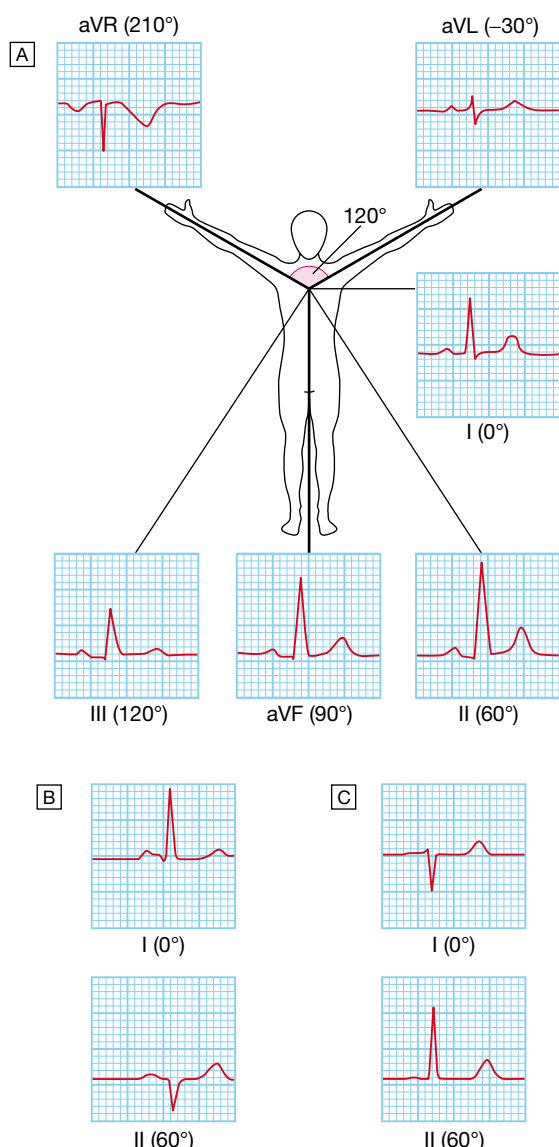 aVR (210°)
aVL (–30°)
A
120°
I (0°)
III (120°)
aVF (90°)
II (60°)
B
C
I (0°)
I (0°)
II (60°)
II (60°)